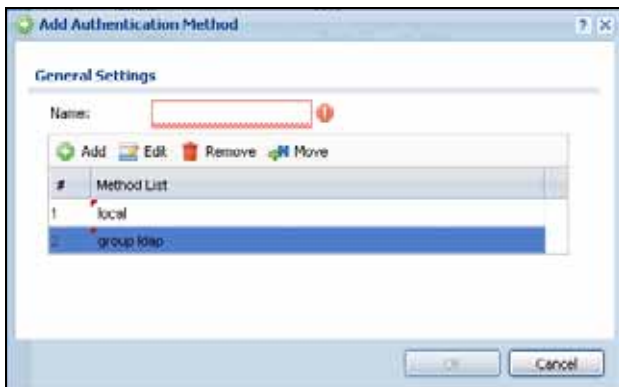 Add Authentication Method
General Settings
Name:
Add Edit Remove Move
# Method List
1 local
2 group ldap
OK Cancel